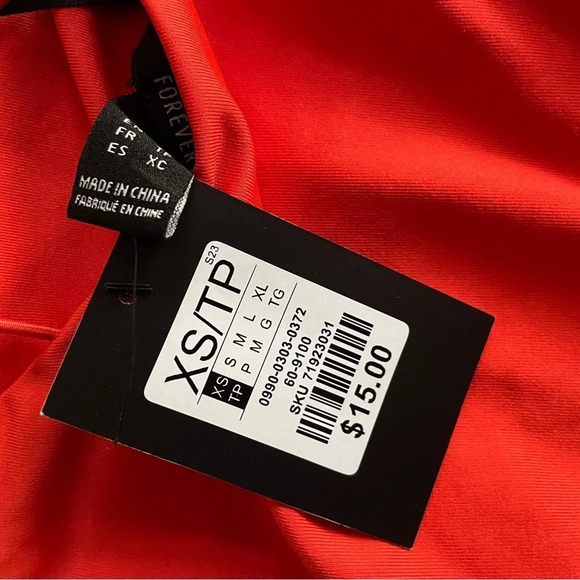 FOREVER
FR
ES XC
MADE IN CHINA
FABRIQUÉ EN CHINE
S23
XS/TP
XS S M L XL
TP P M G TG
0990-0303-0372
60-9100
SKU 71923031
$15.00